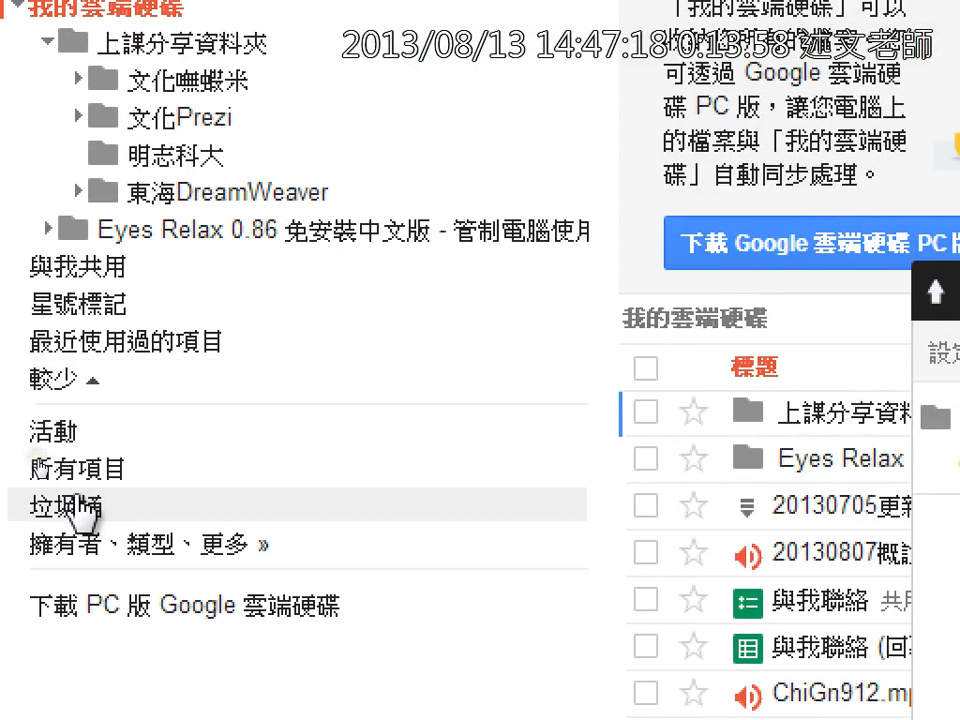 我的雲端硬碟
上課分享資料夾
文化嘸蝦米
文化Prezi
明志科大
東海DreamWeaver
Eyes Relax 0.86 免安裝中文版 - 管制電腦使用
與我共用
星號標記
最近使用過的項目
較少
活動
所有項目
垃圾桶
擁有者、類型、更多 »
下載 PC 版 Google 雲端硬碟
2013/08/13 14:47:18 0:13:58
老師
「我的雲端硬碟」可以
可透過 Google 雲端硬
碟 PC 版，讓您電腦上
的檔案與「我的雲端硬
碟」自動同步處理。
下載 Google 雲端硬碟 PC 版
我的雲端硬碟
標題
上課分享資料
Eyes Relax
20130705更新
20130807概
與我聯絡 共用
與我聯絡 (回
ChiGn912.mp
設定